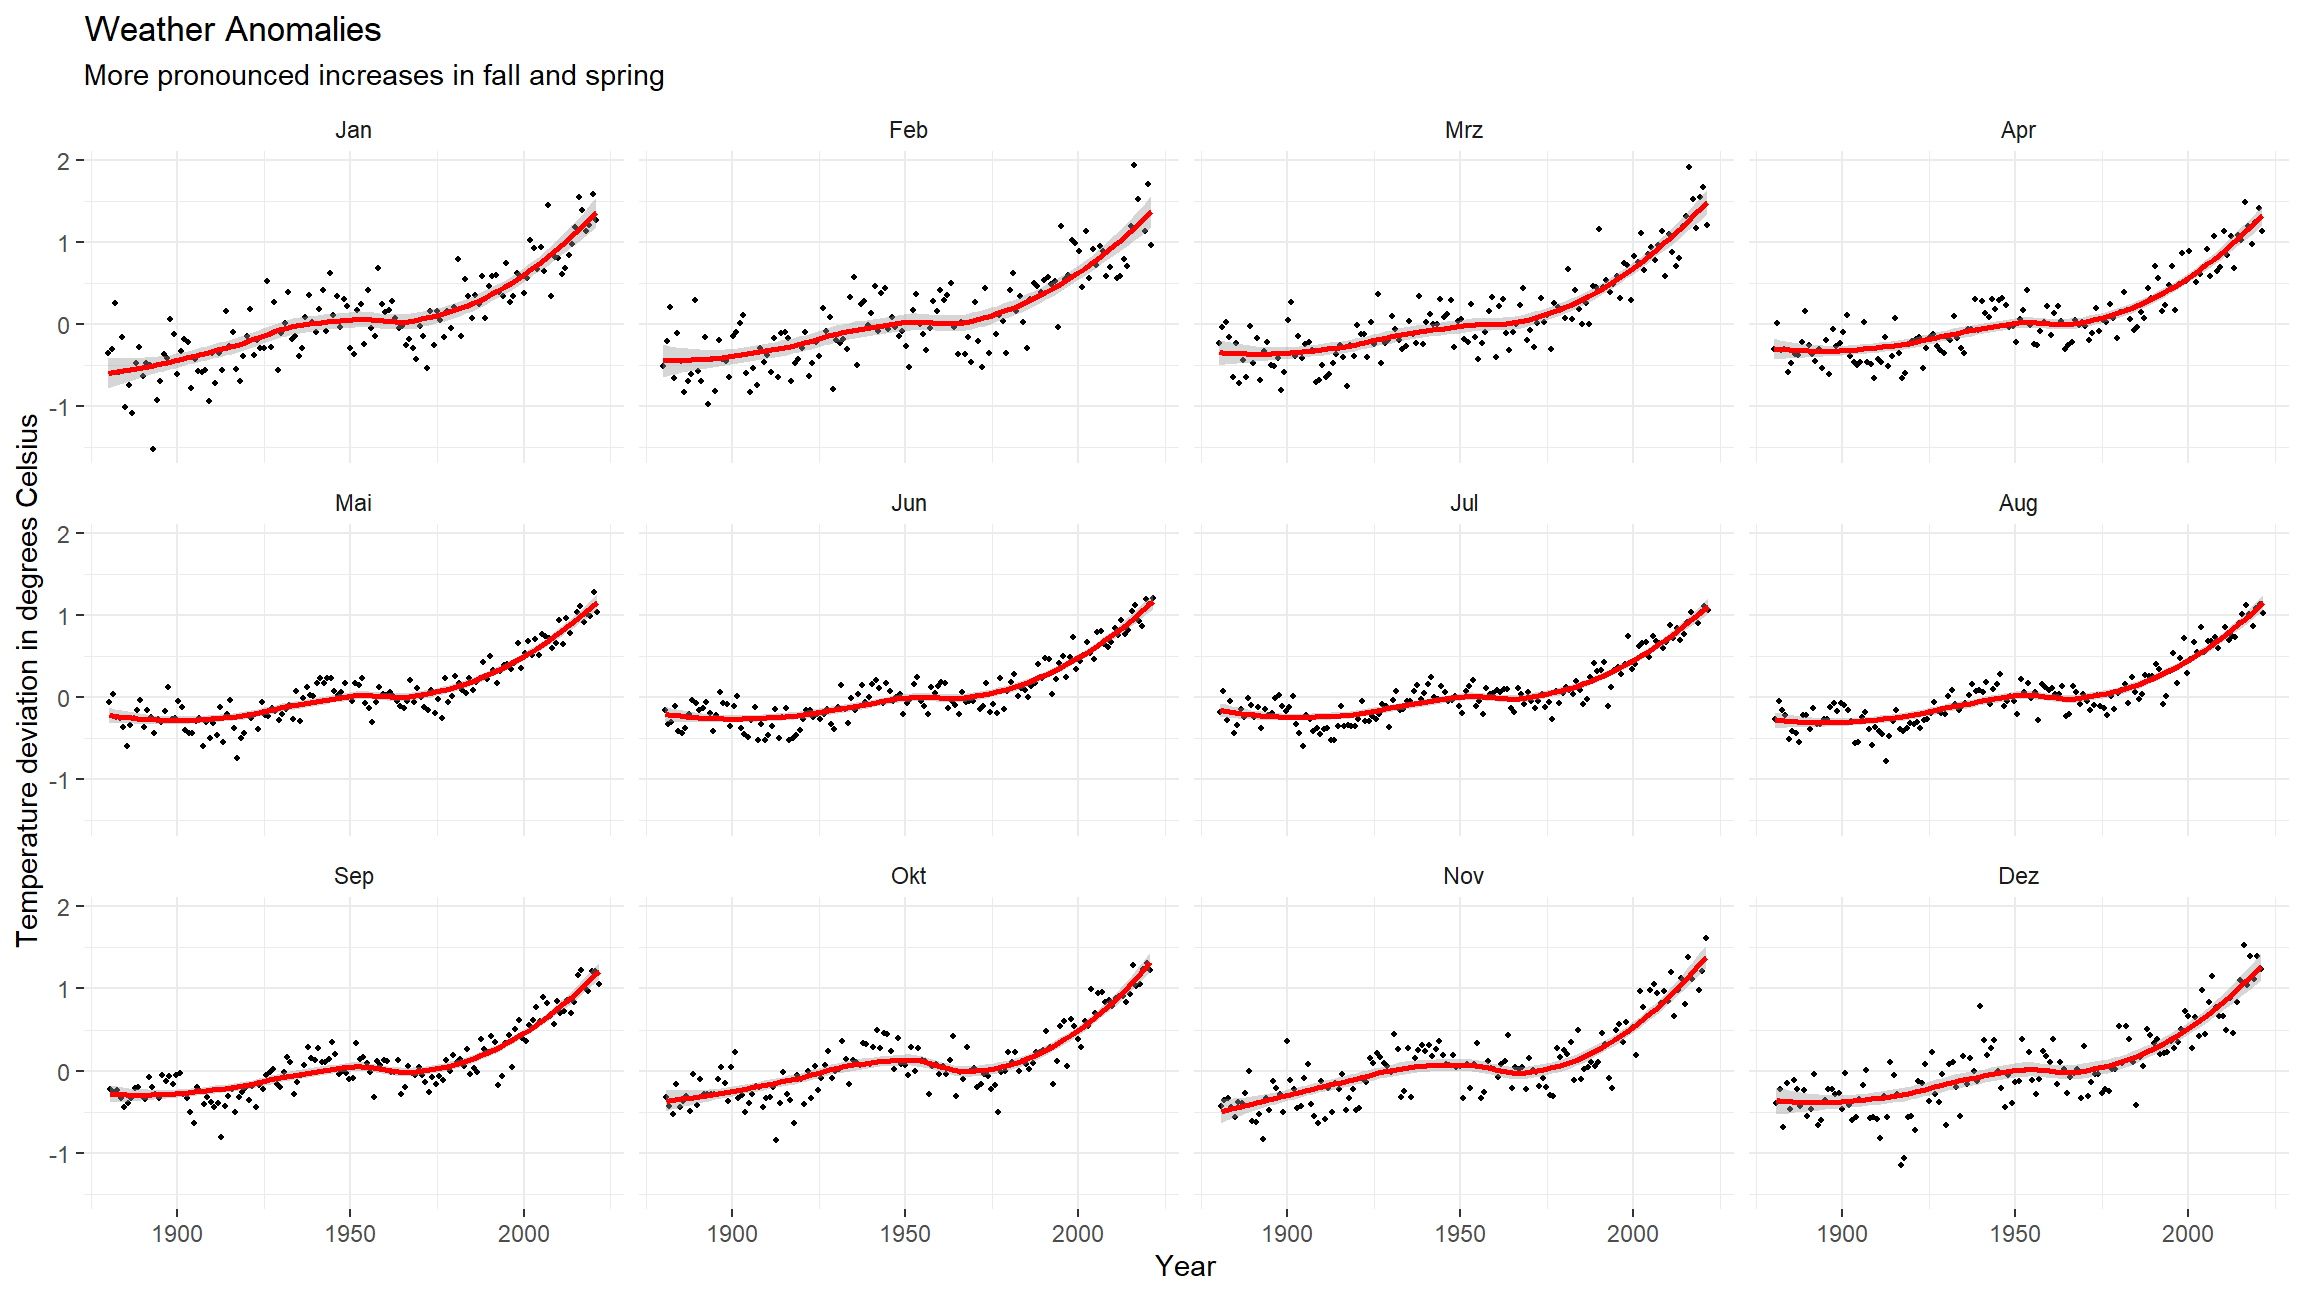 Weather Anomalies
More pronounced increases in fall and spring
Jan Feb Mrz Apr
2
1
0
-1
Mai Jun Jul Aug
2
1
0
-1
Sep Okt Nov Dez
2
1
0
-1
1900 1950 2000 1900 1950 2000 1900 1950 2000 1900 1950 2000
Year
Temperature deviation in degrees Celsius